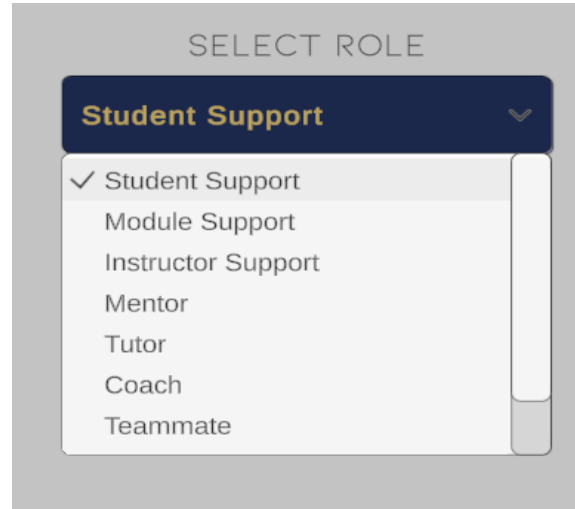 SELECT ROLE
Student Support
Student Support
Module Support
Instructor Support
Mentor
Tutor
Coach
Teammate